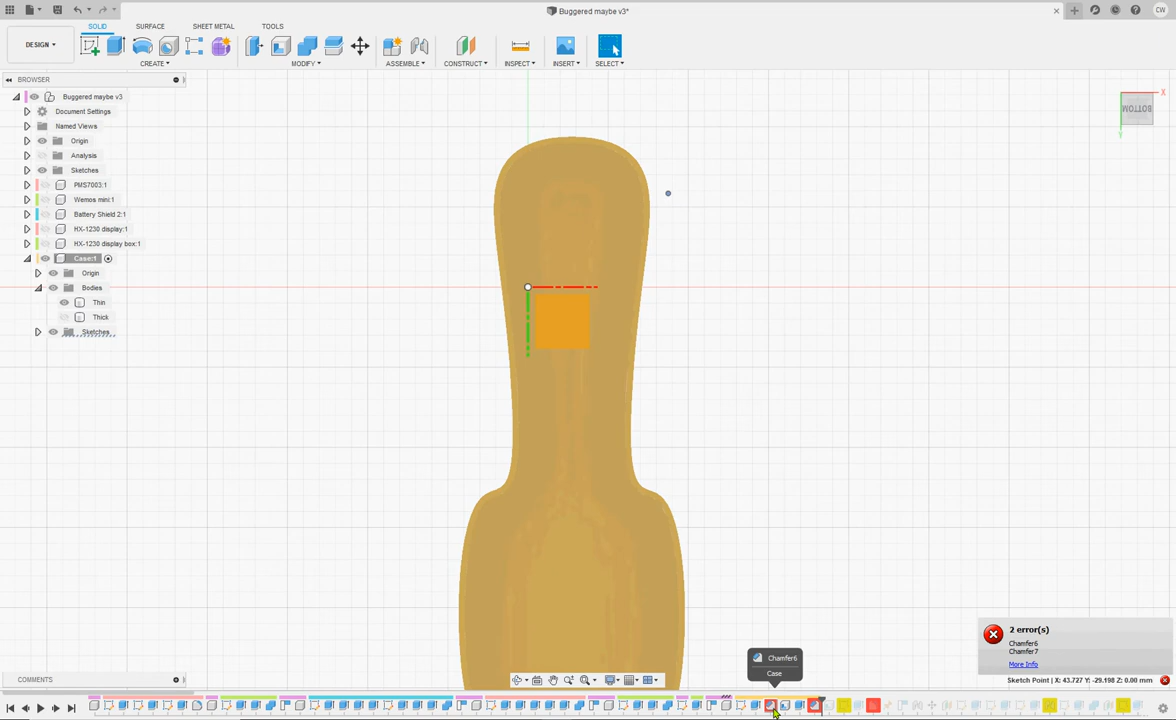 Buggered maybe v3*
CW
SOLID SURFACE SHEET METAL TOOLS
DESIGN
CREATE MODIFY ASSEMBLE CONSTRUCT INSPECT INSERT SELECT
BROWSER
Buggered maybe v3
Document Settings
Named Views
Origin
Analysis
Sketches
PMS7003:1
Wemos mini:1
Battery Shield 2:1
HX-1230 display:1
HX-1230 display box:1
Case:1
Origin
Bodies
Thin
Thick
Sketches
X
BOTTOM
Y
2 error(s)
Chamfer6
Chamfer7
More Info
Chamfer6
Case
COMMENTS
Sketch Point | X: 43.727 Y: -29.198 Z: 0.00 mm